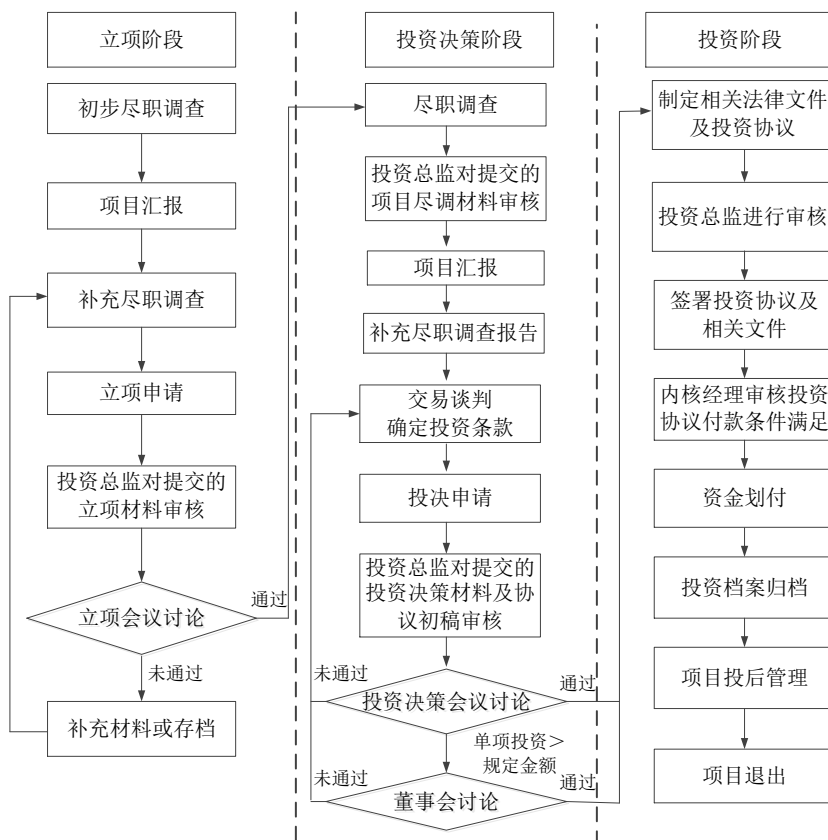 立项阶段
初步尽职调查
项目汇报
补充尽职调查
立项申请
投资总监对提交的
立项材料审核
立项会议讨论
通过
未通过
补充材料或存档
投资决策阶段
尽职调查
投资总监对提交的
项目尽调材料审核
项目汇报
补充尽职调查报告
交易谈判
确定投资条款
投决申请
投资总监对提交的
投资决策材料及协
议初稿审核
未通过
投资决策会议讨论
通过
单项投资＞
规定金额
未通过
董事会讨论
通过
投资阶段
制定相关法律文件
及投资协议
投资总监进行审核
签署投资协议及
相关文件
内核经理审核投资
协议付款条件满足
资金划付
投资档案归档
项目投后管理
项目退出